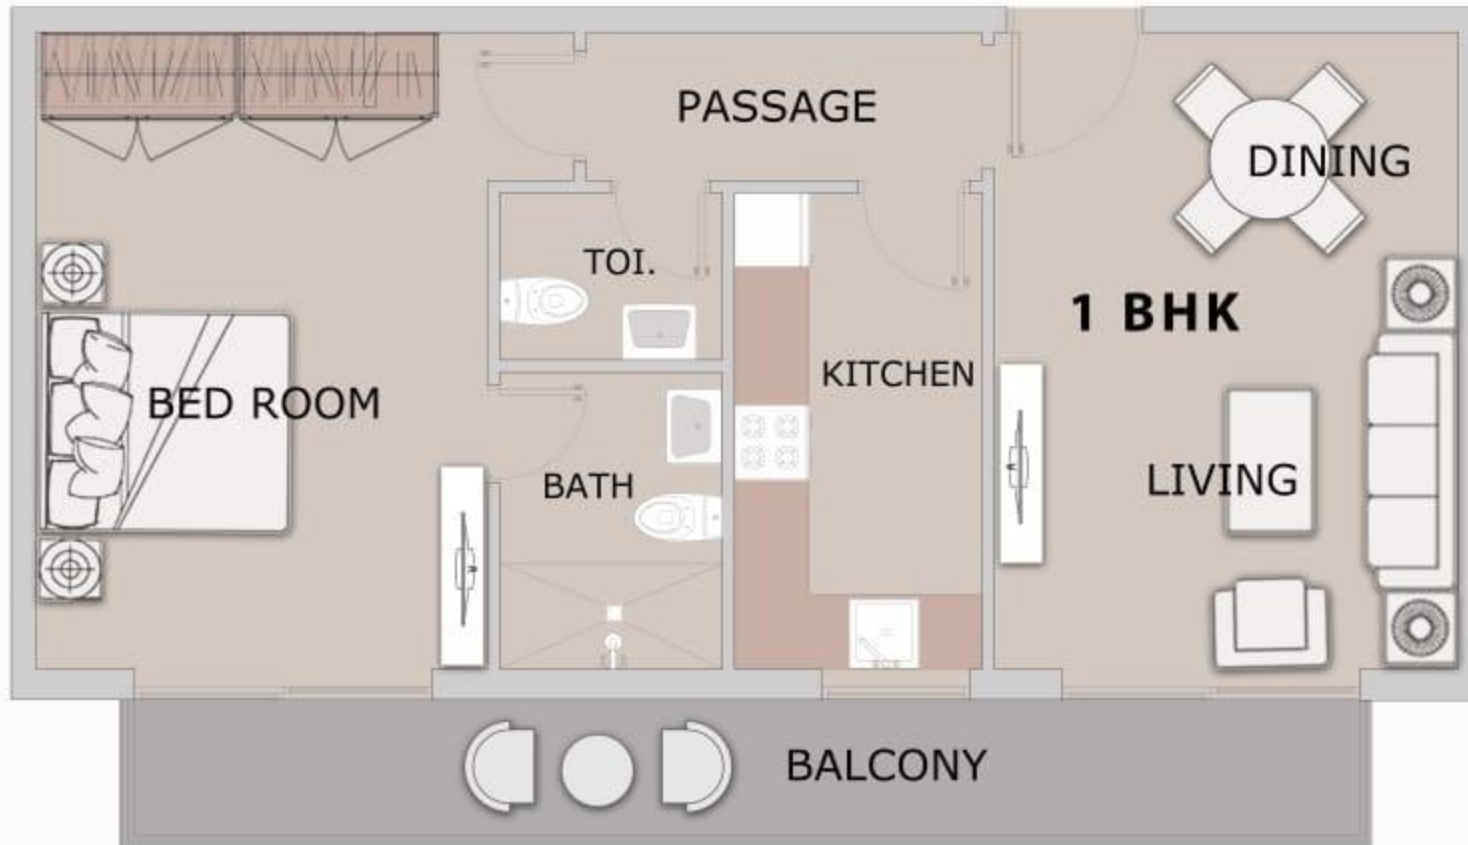 PASSAGE
DINING
TOI.
1 BHK
KITCHEN
BED ROOM
BATH
LIVING
BALCONY